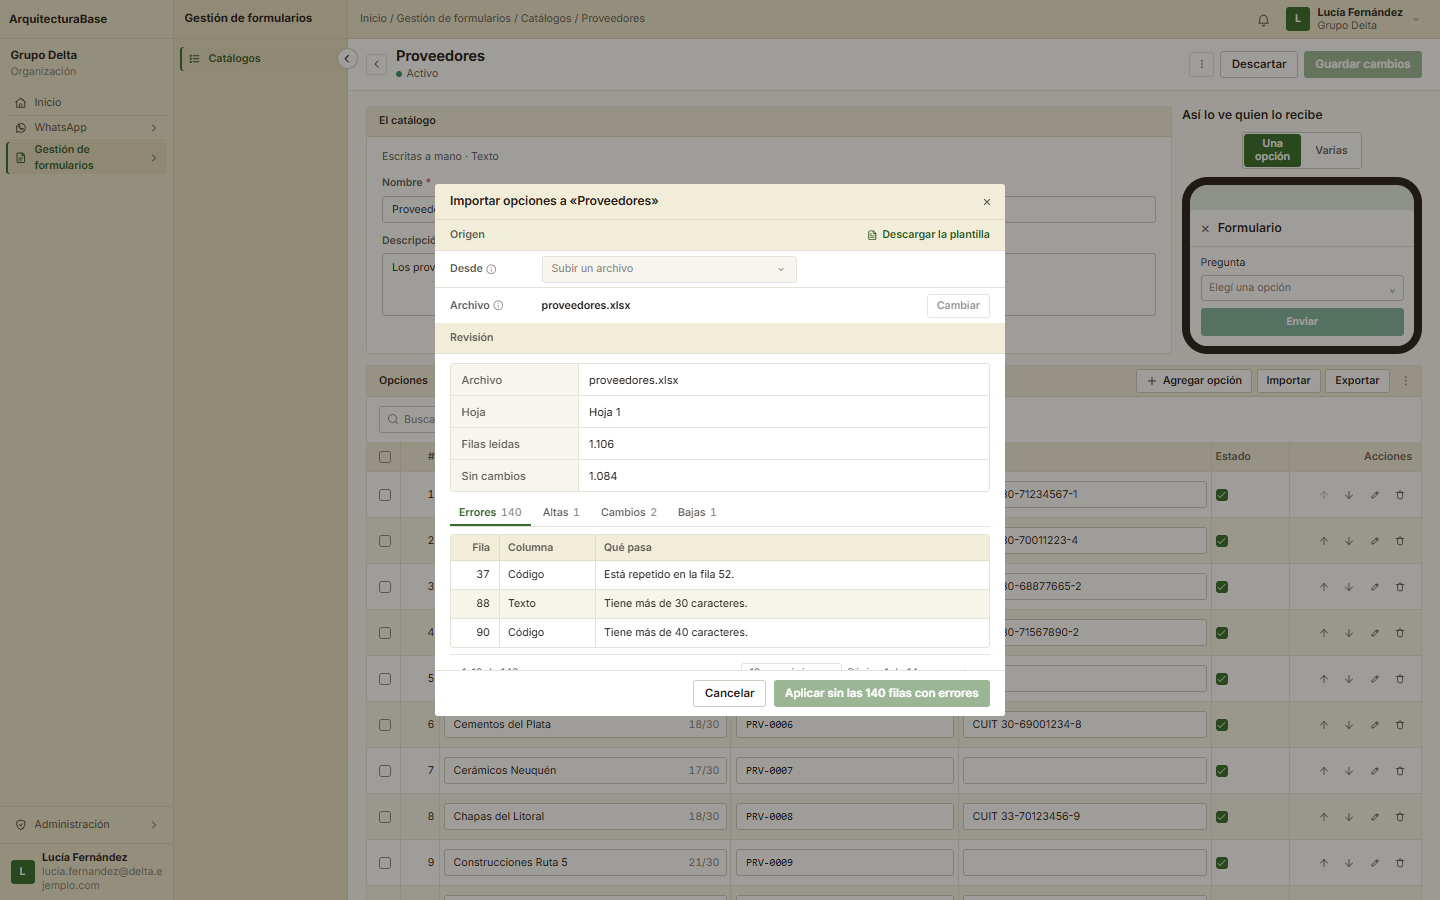 ArquitecturaBase
Gestión de formularios
Inicio / Gestión de formularios / Catálogos / Proveedores
L
Lucía Fernández
Grupo Delta
Grupo Delta
Organización
Inicio
WhatsApp
Gestión de
formularios
Catálogos
Proveedores
Activo
Descartar
Guardar cambios
El catálogo
Escritas a mano · Texto
Nombre *
Así lo ve quien lo recibe
Una
opción
Varias
Formulario
Pregunta
Elegí una opción
Enviar
Importar opciones a «Proveedores»
Origen
Descargar la plantilla
Desde
Subir un archivo
Archivo
proveedores.xlsx
Cambiar
Revisión
Archivo
proveedores.xlsx
Hoja
Hoja 1
Filas leídas
1.106
Sin cambios
1.084
Errores 140
Altas 1
Cambios 2
Bajas 1
Fila
Columna
Qué pasa
37
Código
Está repetido en la fila 52.
88
Texto
Tiene más de 30 caracteres.
90
Código
Tiene más de 40 caracteres.
Cancelar
Aplicar sin las 140 filas con errores
Opciones
Agregar opción
Importar
Exportar
#
Estado
Acciones
1
30-71234567-1
2
30-70011223-4
3
30-68877665-2
4
30-71567890-2
5
6
Cementos del Plata
18/30
PRV-0006
CUIT 30-69001234-8
7
Cerámicos Neuquén
17/30
PRV-0007
8
Chapas del Litoral
18/30
PRV-0008
CUIT 33-70123456-9
9
Construcciones Ruta 5
21/30
PRV-0009
Administración
L
Lucía Fernández
lucia.fernandez@delta.e
jemplo.com